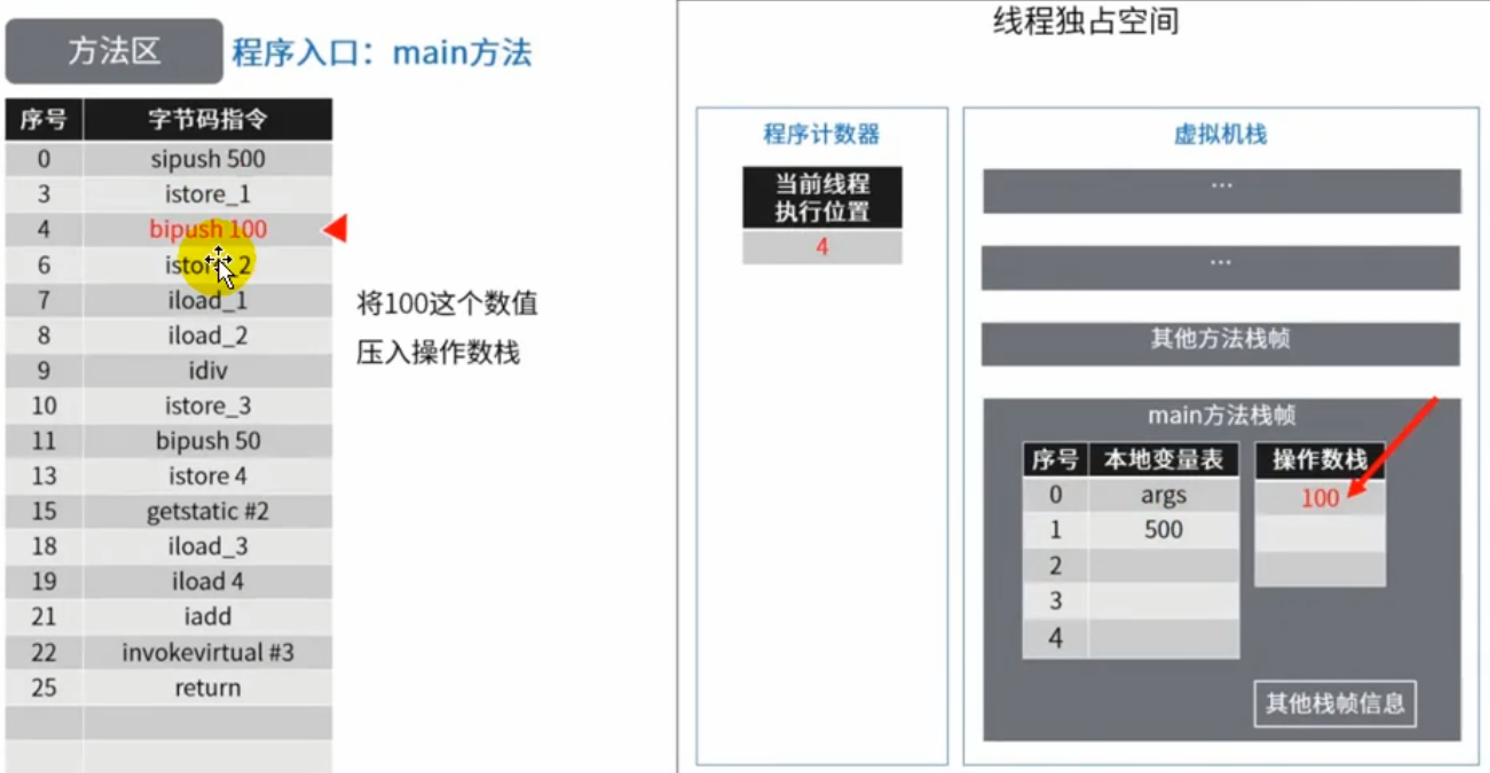 方法区 程序入口：main方法
序号 字节码指令
0 sipush 500
3 istore_1
4 bipush 100
6 istore_2
7 iload_1
8 iload_2
9 idiv
10 istore_3
11 bipush 50
13 istore 4
15 getstatic #2
18 iload_3
19 iload 4
21 iadd
22 invokevirtual #3
25 return
将100这个数值
压入操作数栈
线程独占空间
程序计数器
当前线程
执行位置
4
虚拟机栈
...
...
其他方法栈帧
main方法栈帧
序号 本地变量表 操作数栈
0 args 100
1 500
2
3
4
其他栈帧信息